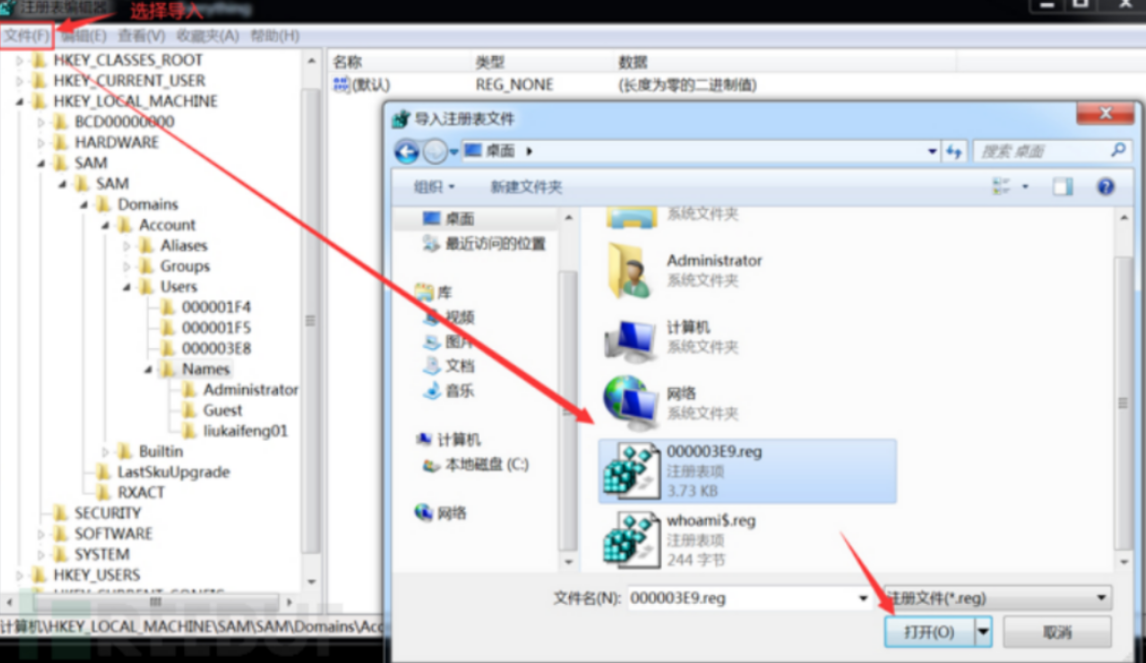 注册表编辑器
选择导入
文件(F) 编辑(E) 查看(V) 收藏夹(A) 帮助(H)
HKEY_CLASSES_ROOT
HKEY_CURRENT_USER
HKEY_LOCAL_MACHINE
BCD00000000
HARDWARE
SAM
SAM
Domains
Account
Aliases
Groups
Users
000001F4
000001F5
000003E8
Names
Administrator
Guest
liukaifeng01
Builtin
LastSkuUpgrade
RXACT
SECURITY
SOFTWARE
SYSTEM
HKEY_USERS
HKEY_CURRENT_CONFIG
计算机\HKEY_LOCAL_MACHINE\SAM\SAM\Domains\Acc
名称 类型 数据
(默认) REG_NONE (长度为零的二进制值)
导入注册表文件
桌面
搜索 桌面
组织 新建文件夹
桌面
最近访问的位置
库
视频
图片
文档
音乐
计算机
本地磁盘 (C:)
网络
系统文件夹
Administrator
系统文件夹
计算机
系统文件夹
网络
系统文件夹
000003E9.reg
注册表项
3.73 KB
whoami$.reg
注册表项
244 字节
文件名(N): 000003E9.reg
注册文件(*.reg)
打开(O) 取消